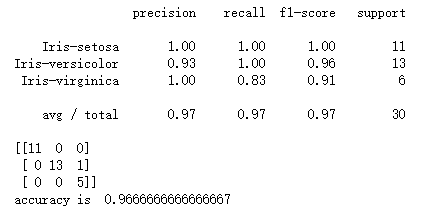 precision recall f1-score support
Iris-setosa 1.00 1.00 1.00 11
Iris-versicolor 0.93 1.00 0.96 13
Iris-virginica 1.00 0.83 0.91 6
avg / total 0.97 0.97 0.97 30
[[11 0 0]
[ 0 13 1]
[ 0 0 5]]
accuracy is 0.9666666666666667